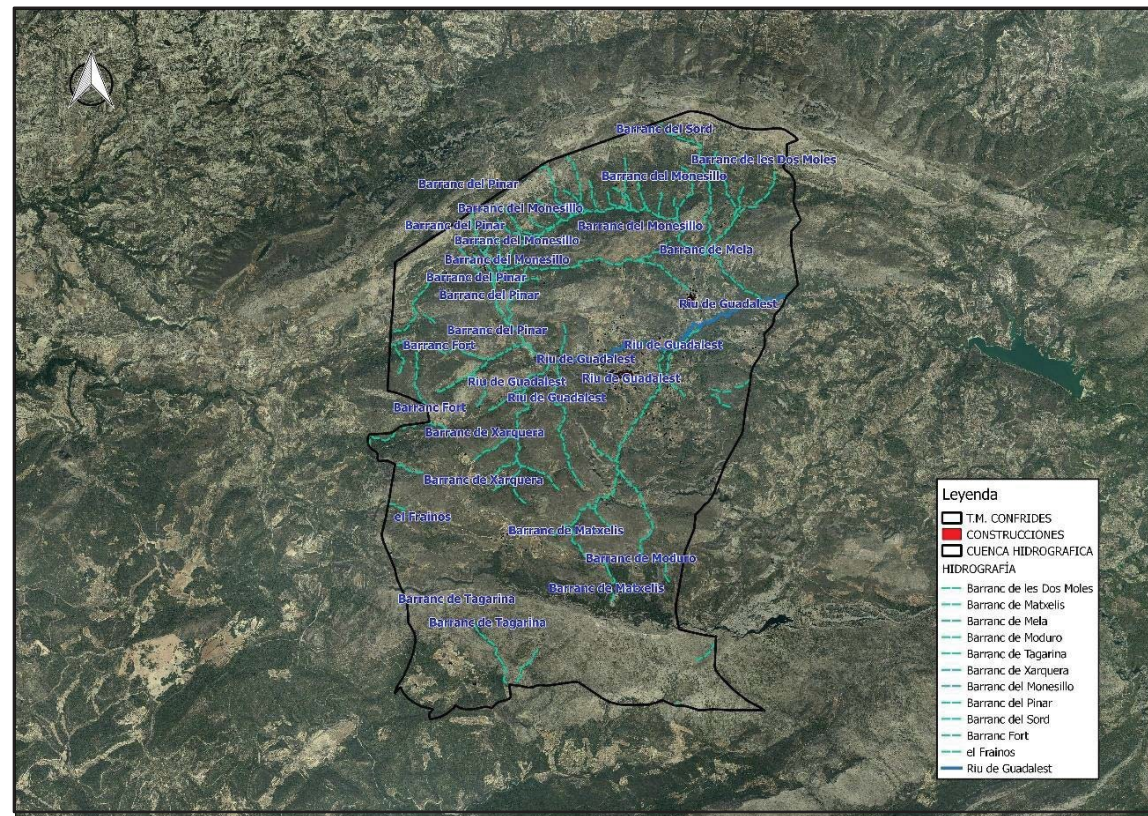 Barranc del Sord
Barranc de les Dos Moles
Barranc del Monesillo
Barranc del Pinar
Barranc del Monesillo
Barranc del Pinar
Barranc del Monesillo
Barranc del Monesillo
Barranc de Mela
Barranc del Monesillo
Barranc del Pinar
Barranc del Pinar
Riu de Guadalest
Barranc del Pinar
Barranc Fort
Riu de Guadalest
Riu de Guadalest
Riu de Guadalest
Riu de Guadalest
Riu de Guadalest
Barranc Fort
Barranc de Xarquera
Barranc de Xarquera
el Frainos
Barranc de Matxelis
Barranc de Moduro
Barranc de Matxelis
Barranc de Tagarina
Barranc de Tagarina
Leyenda
T.M. CONFRIDES
CONSTRUCCIONES
CUENCA HIDROGRAFICA
HIDROGRAFÍA
Barranc de les Dos Moles
Barranc de Matxelis
Barranc de Mela
Barranc de Moduro
Barranc de Tagarina
Barranc de Xarquera
Barranc del Monesillo
Barranc del Pinar
Barranc del Sord
Barranc Fort
el Frainos
Riu de Guadalest